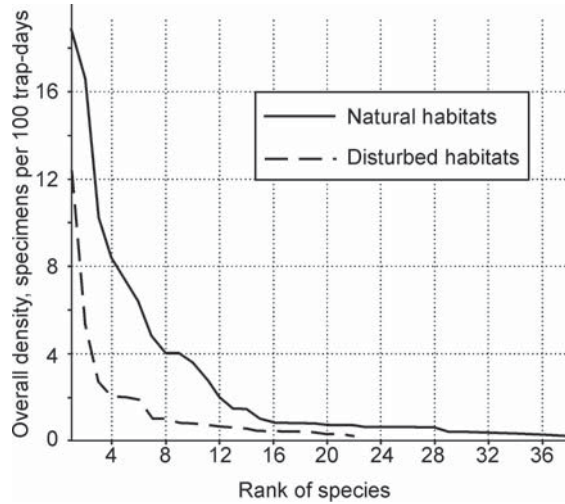 Overall density, specimens per 100 trap-days
16
12
8
4
0
Natural habitats
Disturbed habitats
4 8 12 16 20 24 28 32 36
Rank of species